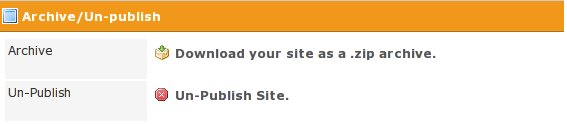 Archive/Un-publish
Archive Download your site as a .zip archive.
Un-Publish Un-Publish Site.